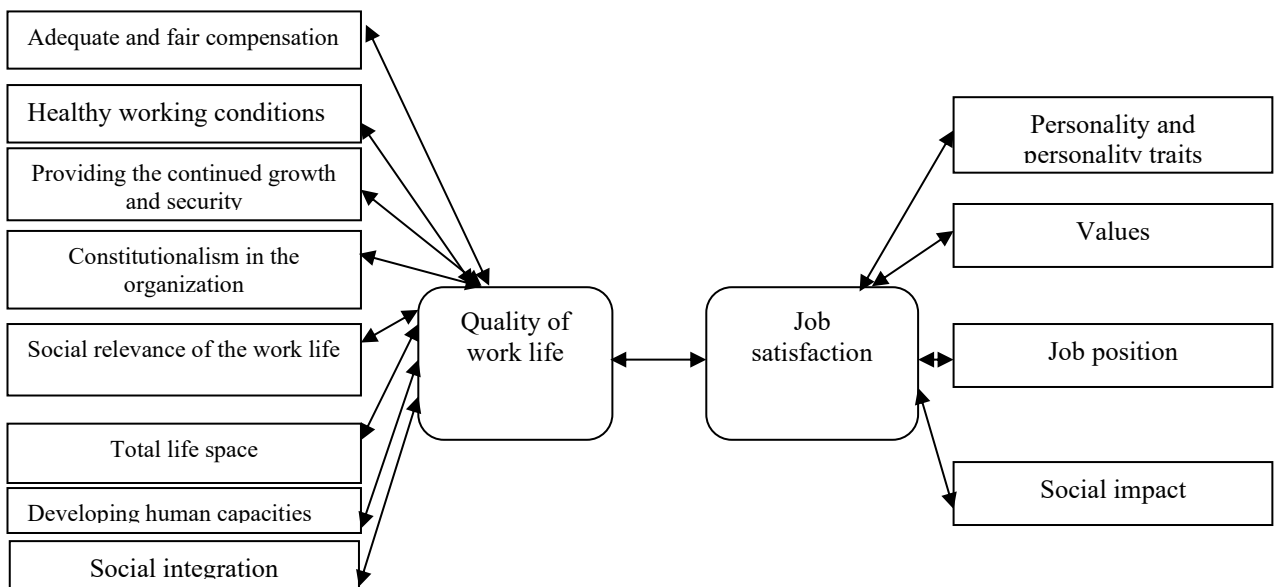 Adequate and fair compensation
Healthy working conditions
Providing the continued growth
and security
Constitutionalism in the
organization
Social relevance of the work life
Total life space
Developing human capacities
Social integration
Quality of
work life
Job
satisfaction
Personality and
personality traits
Values
Job position
Social impact